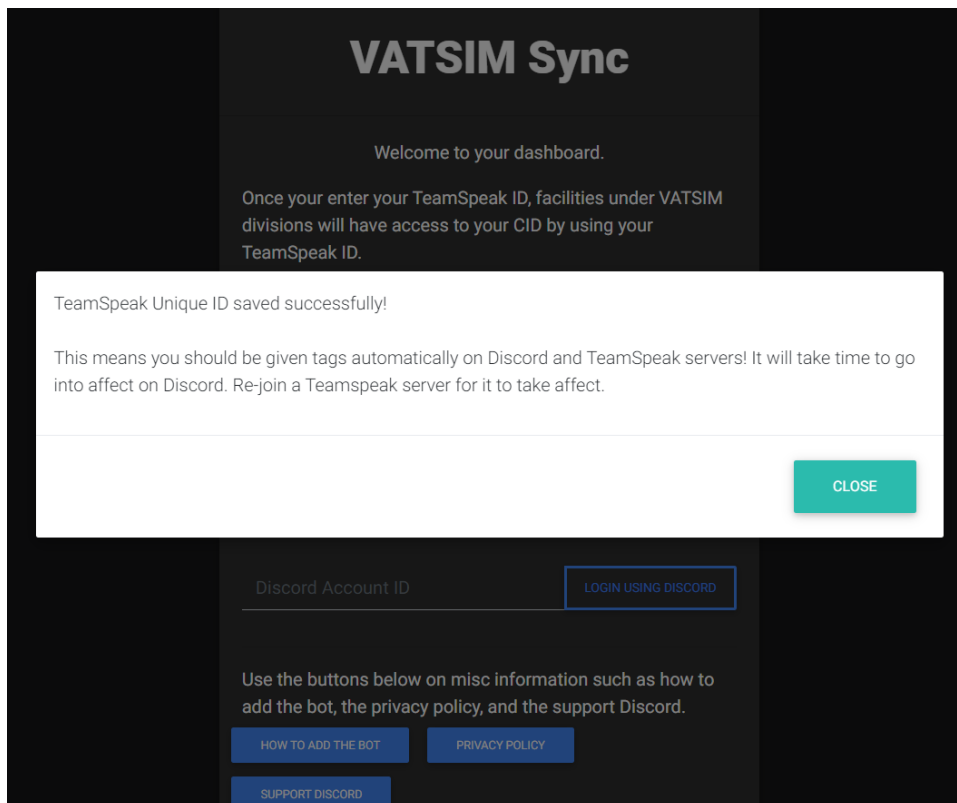 VATSIM Sync
Welcome to your dashboard.
Once your enter your TeamSpeak ID, facilities under VATSIM
divisions will have access to your CID by using your
TeamSpeak ID.
TeamSpeak Unique ID saved successfully!
This means you should be given tags automatically on Discord and TeamSpeak servers! It will take time to go
into affect on Discord. Re-join a Teamspeak server for it to take affect.
CLOSE
Discord Account ID
LOGIN USING DISCORD
Use the buttons below on misc information such as how to
add the bot, the privacy policy, and the support Discord.
HOW TO ADD THE BOT
PRIVACY POLICY
SUPPORT DISCORD